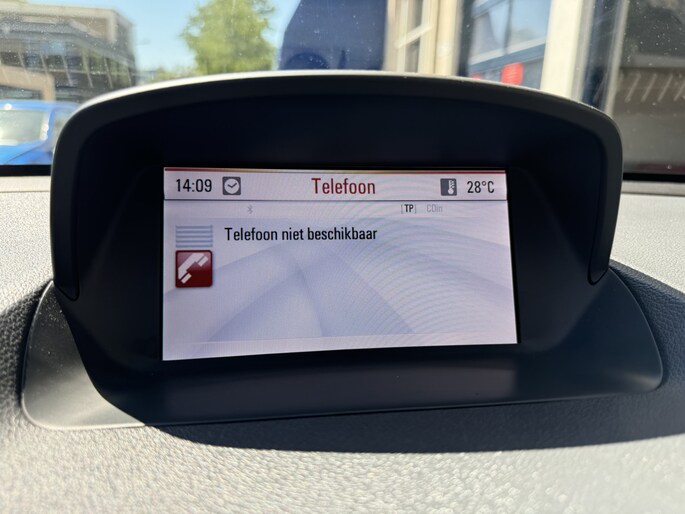 14:09 Telefoon 28°C
[TP] CDin
Telefoon niet beschikbaar